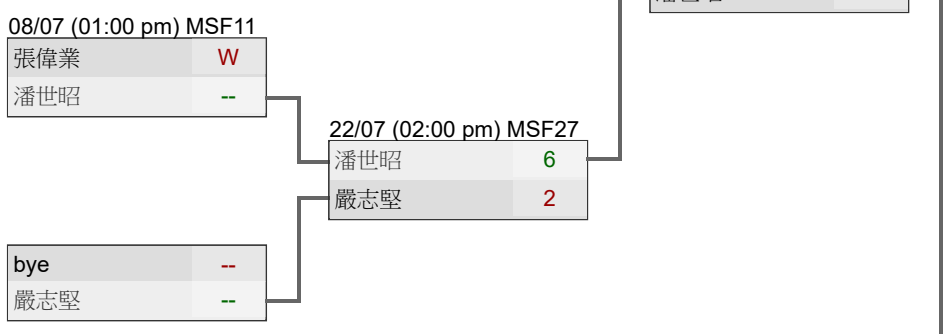 08/07 (01:00 pm) MSF11
張偉業 W
潘世昭 --
22/07 (02:00 pm) MSF27
潘世昭 6
嚴志堅 2
bye --
嚴志堅 --